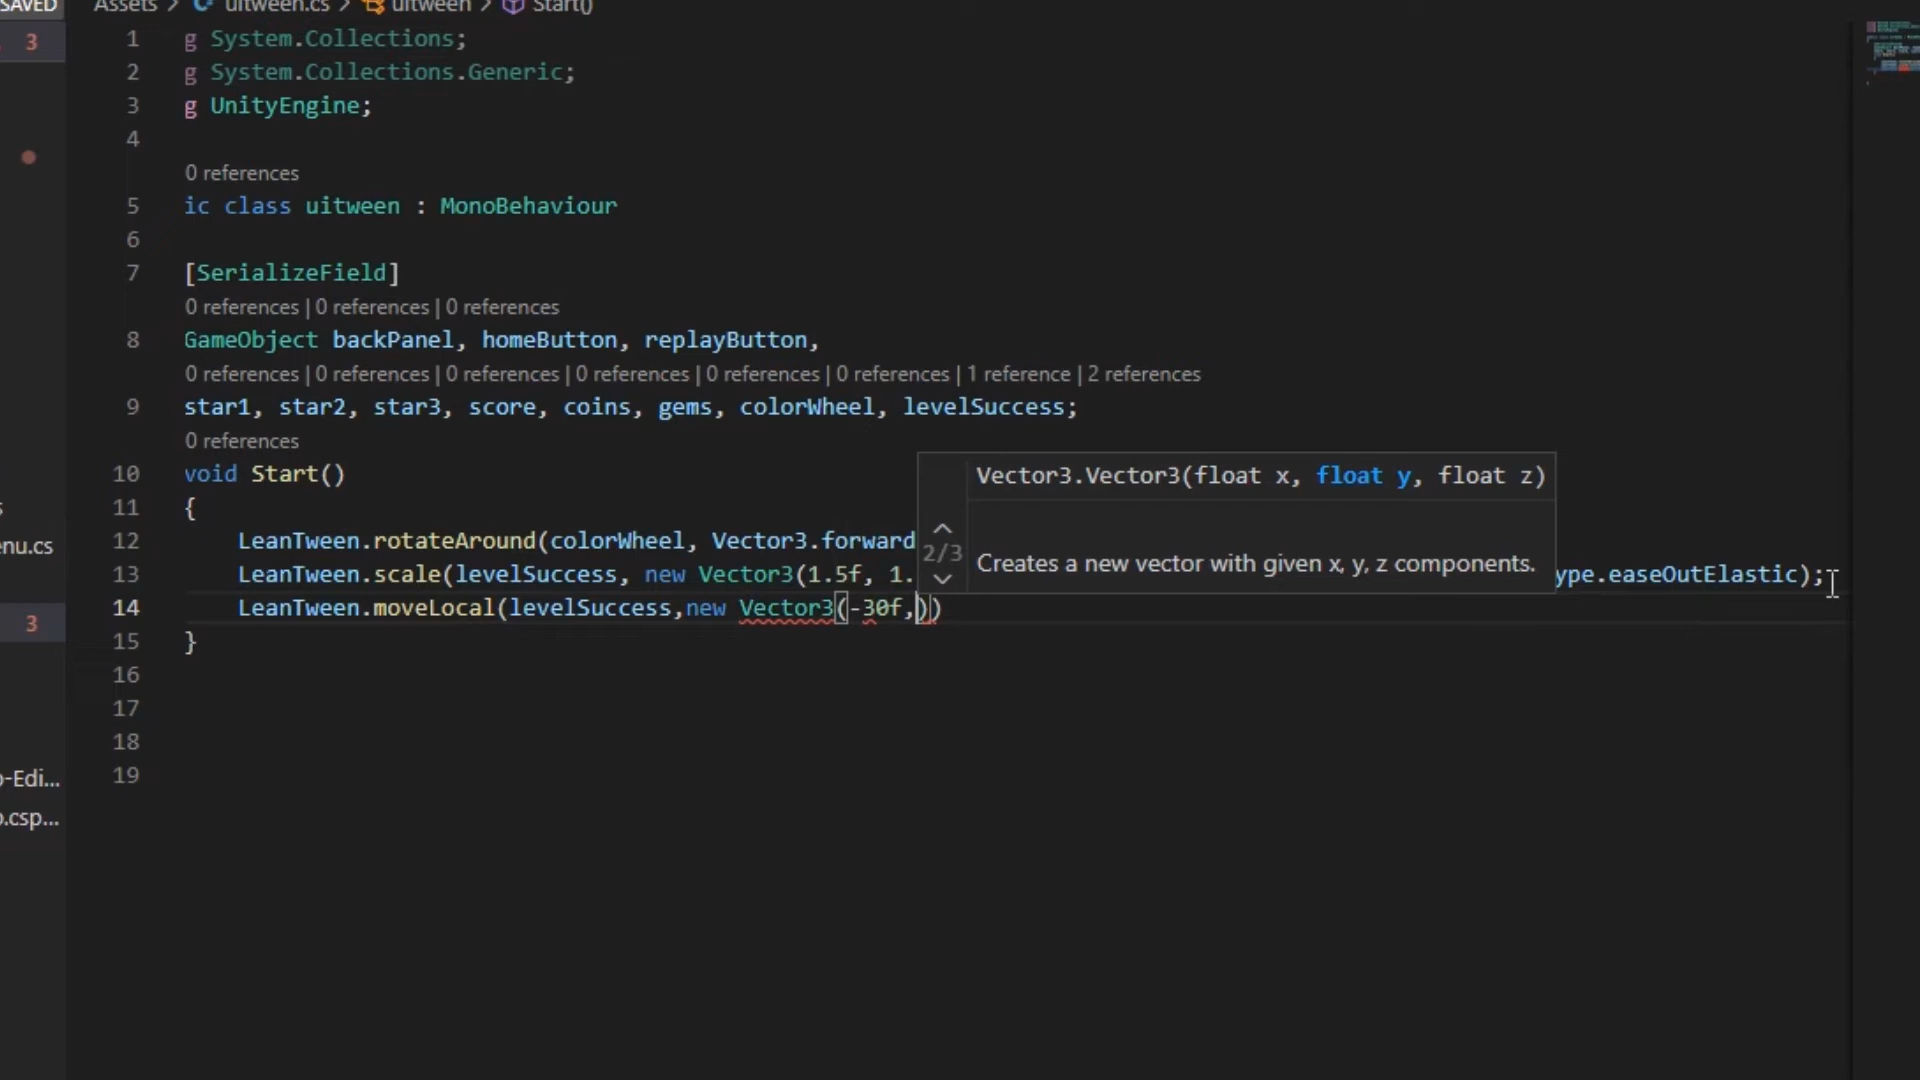 SAVED Assets > uitween.cs > uitween > Start()
3
1 g System.Collections;
2 g System.Collections.Generic;
3 g UnityEngine;
4
0 references
5 ic class uitween : MonoBehaviour
6
7 [SerializeField]
0 references | 0 references | 0 references
8 GameObject backPanel, homeButton, replayButton,
0 references | 0 references | 0 references | 0 references | 0 references | 0 references | 1 reference | 2 references
9 star1, star2, star3, score, coins, gems, colorWheel, levelSuccess;
0 references
10 void Start()
Vector3.Vector3(float x, float y, float z)
s 11 {
enu.cs 12 LeanTween.rotateAround(colorWheel, Vector3.forward
2/3 Creates a new vector with given x, y, z components.
13 LeanTween.scale(levelSuccess, new Vector3(1.5f, 1. ype.easeOutElastic);
3 14 LeanTween.moveLocal(levelSuccess,new Vector3(-30f,))
15 }
16
17
18
19
o-Edi...
o.csp...